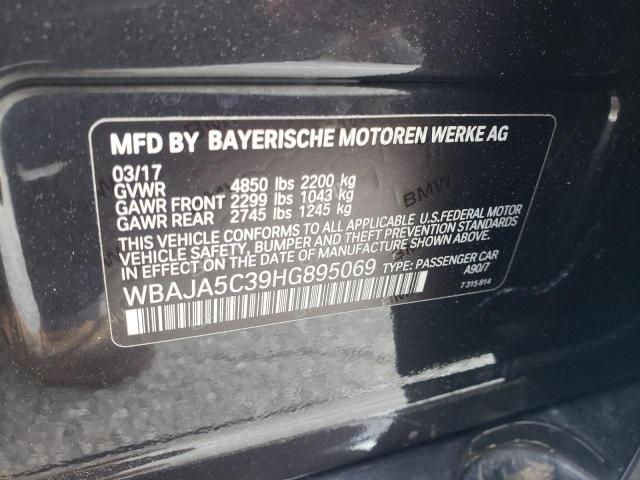 MFD BY BAYERISCHE MOTOREN WERKE AG
03/17
GVWR 4850 lbs 2200 kg
GAWR FRONT 2299 lbs 1043 kg
GAWR REAR 2745 lbs 1245 kg
THIS VEHICLE CONFORMS TO ALL APPLICABLE U.S.FEDERAL MOTOR
VEHICLE SAFETY, BUMPER AND THEFT PREVENTION STANDARDS
IN EFFECT ON THE DATE OF MANUFACTURE SHOWN ABOVE.
WBAJA5C39HG895069 TYPE: PASSENGER CAR
A90/7
7 315 814
BMW